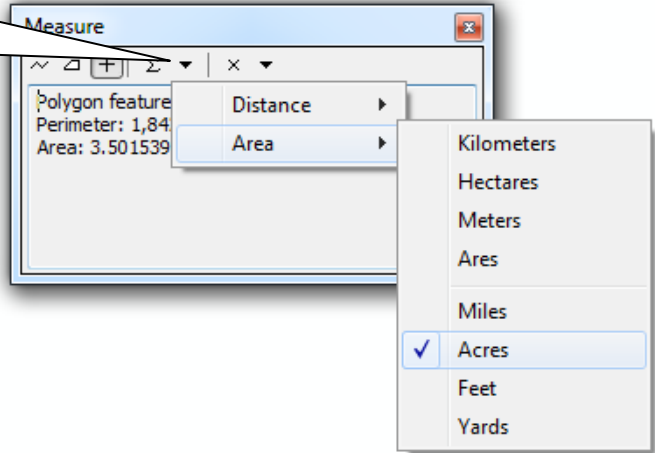 Measure
Σ
Polygon feature
Perimeter: 1,84
Area: 3.501539
Distance
Area
Kilometers
Hectares
Meters
Ares
Miles
Acres
Feet
Yards